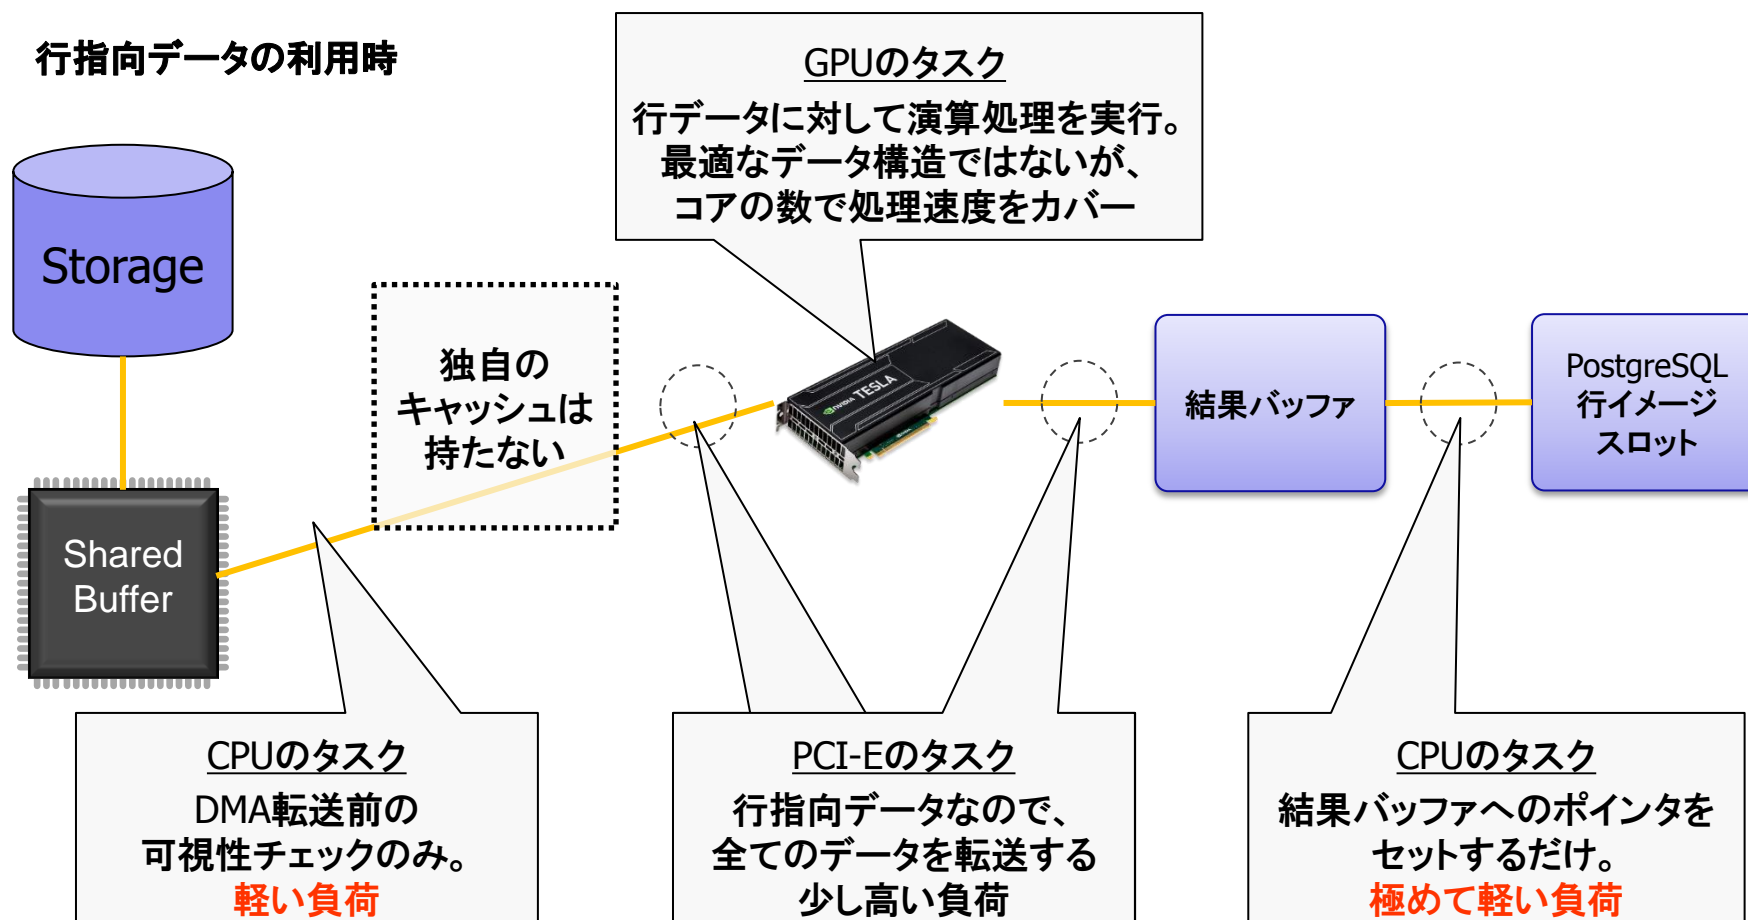 行指向データの利用時
GPUのタスク
行データに対して演算処理を実行。
最適なデータ構造ではないが、
コアの数で処理速度をカバー
Storage
独自の
キャッシュは
持たない
NVIDIA TESLA
結果バッファ
PostgreSQL
行イメージ
スロット
Shared
Buffer
CPUのタスク
DMA転送前の
可視性チェックのみ。
軽い負荷
PCI-Eのタスク
行指向データなので、
全てのデータを転送する
少し高い負荷
CPUのタスク
結果バッファへのポインタを
セットするだけ。
極めて軽い負荷